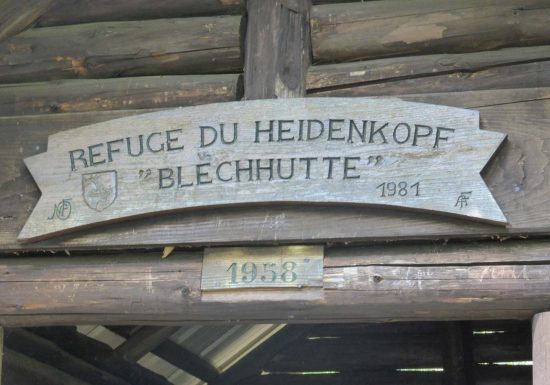 REFUGE DU HEIDENKOPF
"BLECHHUTTE"
1981
"1958"